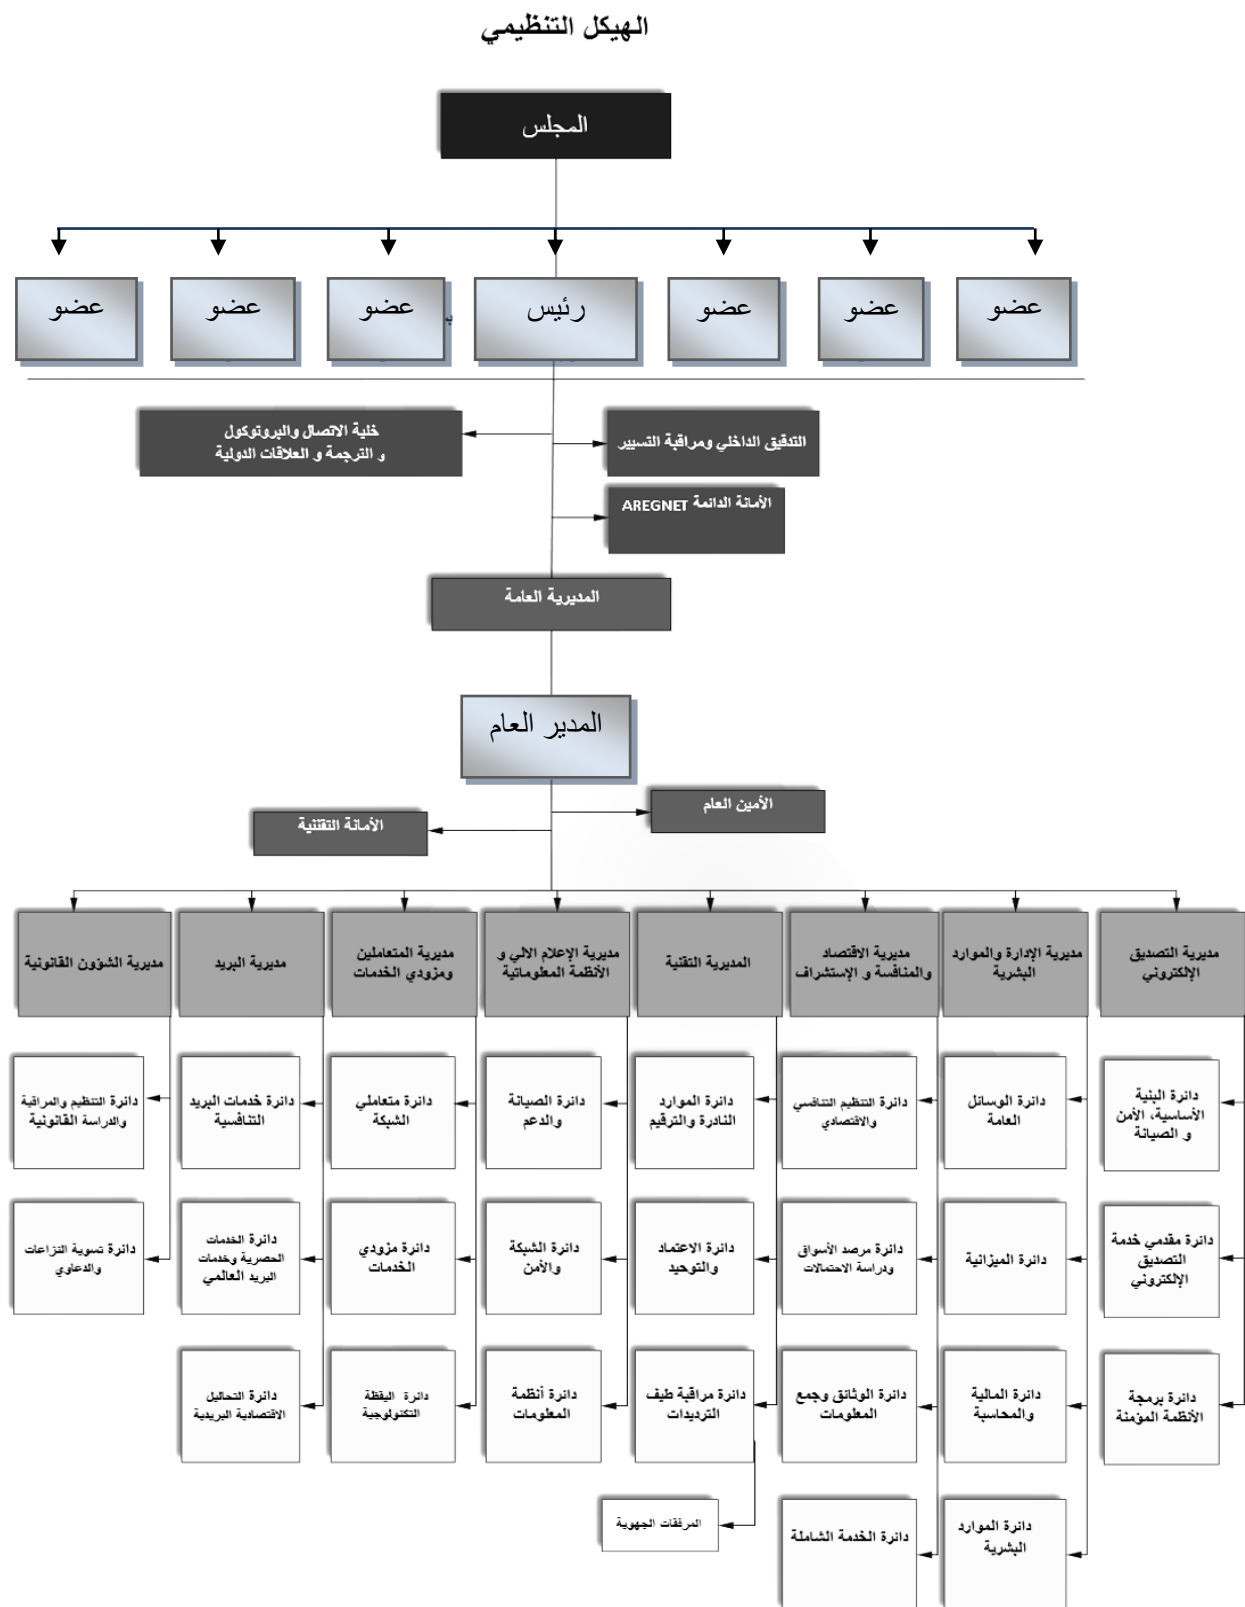 الهيكل التنظيمي
المجلس
عضو
عضو
عضو
رئيس
عضو
عضو
عضو
التدقيق الداخلي ومراقبة التسيير
خلية الاتصال والبروتوكول
و الترجمة و العلاقات الدولية
الأمانة الدائمة AREGNET
المديرية العامة
المدير العام
الأمين العام
الأمانة التقتنية
مديرية التصديق
الإلكتروني
مديرية الإدارة والموارد
البشرية
مديرية الاقتصاد
والمنافسة و الإستشراف
المديرية التقنية
مديرية الإعلام الالي و
الأنظمة المعلوماتية
مديرية المتعاملين
ومزودي الخدمات
مديرية البريد
مديرية الشؤون القانونية
دائرة البنية
الأساسية، الأمن
و الصيانة
دائرة الوسائل
العامة
دائرة التنظيم التنافسي
والاقتصادي
دائرة الموارد
النادرة والترقيم
دائرة الصيانة
والدعم
دائرة متعاملي
الشبكة
دائرة خدمات البريد
التنافسية
دائرة التنظيم والمراقبة
والدراسة القانونية
دائرة مقدمي خدمة
التصديق
الإلكتروني
دائرة الميزانية
دائرة مرصد الأسواق
ودراسة الاحتمالات
دائرة الاعتماد
والتوحيد
دائرة الشبكة
والأمن
دائرة مزودي
الخدمات
دائرة الخدمات
الحصرية وخدمات
البريد العالمي
دائرة تسوية النزاعات
والدعاوي
دائرة برمجة
الأنظمة المؤمنة
دائرة المالية
والمحاسبة
دائرة الوثائق وجمع
المعلومات
دائرة مراقبة طيف
الترددات
دائرة أنظمة
المعلومات
دائرة اليقظة
التكنولوجية
دائرة التحاليل
الاقتصادية البريدية
دائرة الموارد
البشرية
دائرة الخدمة الشاملة
المرفقات الجهوية